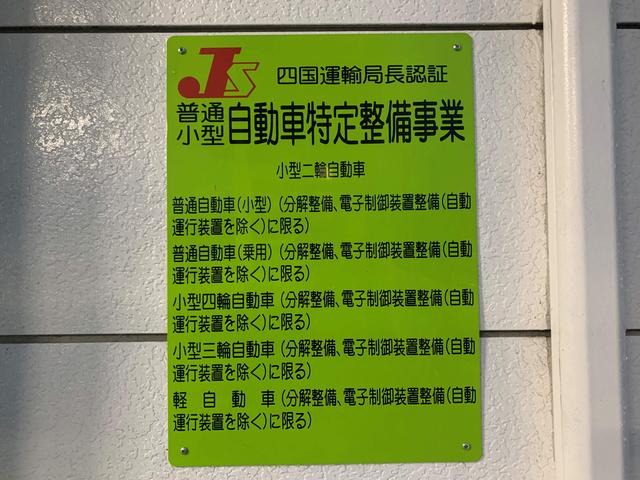 JS 四国運輸局長認証
普通
小型 自動車特定整備事業
小型二輪自動車
普通自動車(小型)(分解整備、電子制御装置整備(自動
運行装置を除く)に限る)
普通自動車(乗用)(分解整備、電子制御装置整備(自動
運行装置を除く)に限る)
小型四輪自動車(分解整備、電子制御装置整備(自動
運行装置を除く)に限る)
小型三輪自動車(分解整備、電子制御装置整備(自動
運行装置を除く)に限る)
軽自動車(分解整備、電子制御装置整備(自動
運行装置を除く)に限る)